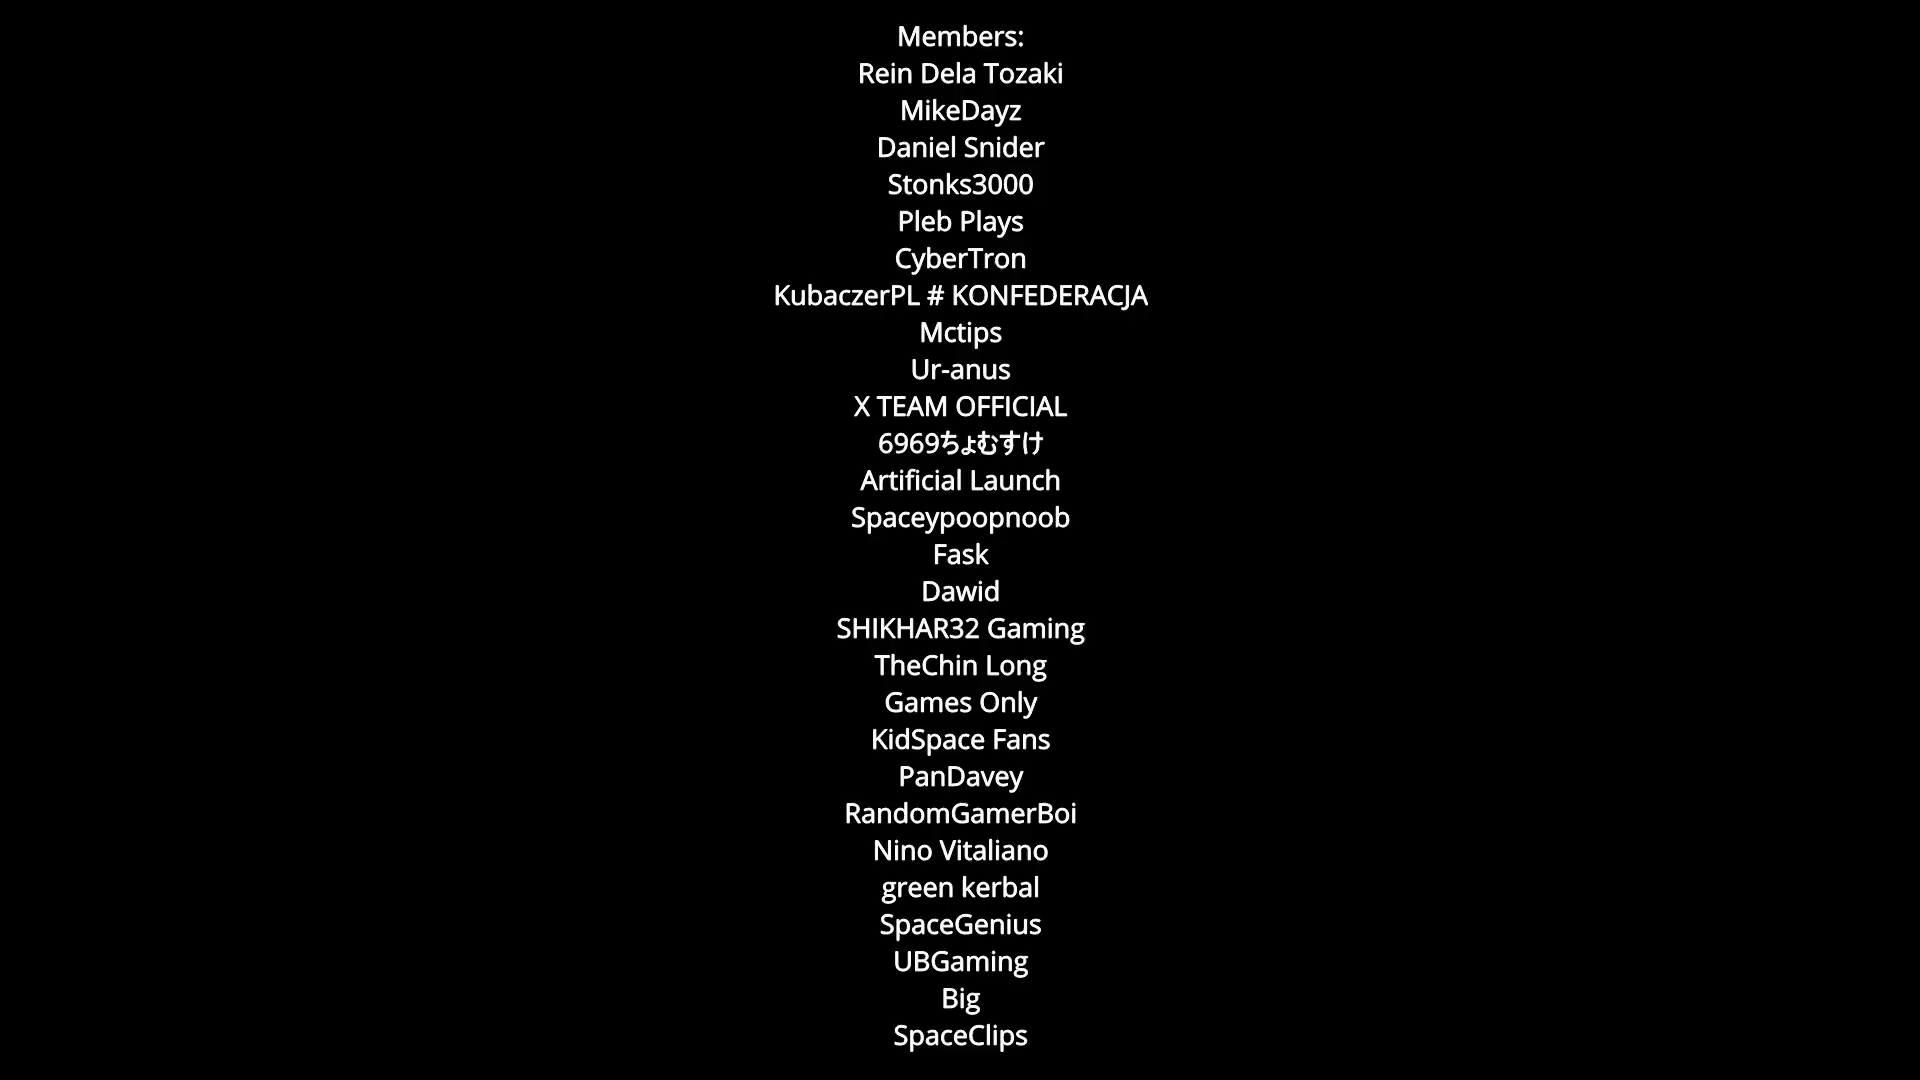 Members:
Rein Dela Tozaki
MikeDayz
Daniel Snider
Stonks3000
Pleb Plays
CyberTron
KubaczerPL # KONFEDERACJA
Mctips
Ur-anus
X TEAM OFFICIAL
6969ちょむすけ
Artificial Launch
Spaceypoopnoob
Fask
Dawid
SHIKHAR32 Gaming
TheChin Long
Games Only
KidSpace Fans
PanDavey
RandomGamerBoi
Nino Vitaliano
green kerbal
SpaceGenius
UBGaming
Big
SpaceClips